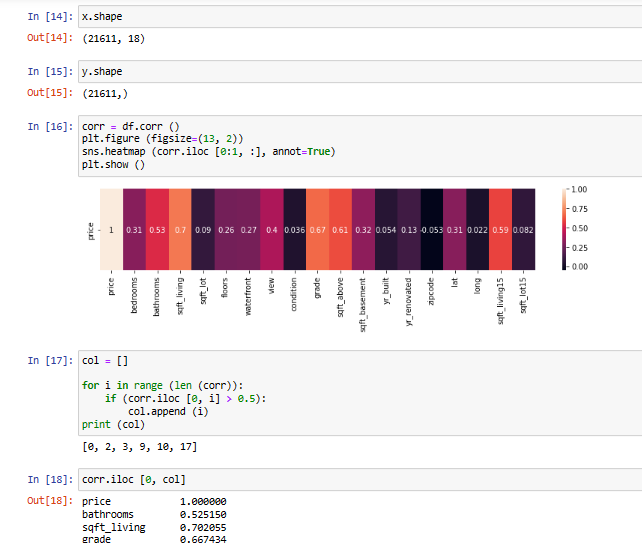 In [14]: x.shape
Out[14]: (21611, 18)
In [15]: y.shape
Out[15]: (21611,)
In [16]: corr = df.corr ()
plt.figure (figsize=(13, 2))
sns.heatmap (corr.iloc [0:1, :], annot=True)
plt.show ()
price
1 0.31 0.53 0.7 0.09 0.26 0.27 0.4 0.036 0.67 0.61 0.32 0.054 0.13 -0.053 0.31 0.022 0.59 0.082
1.00
0.75
0.50
0.25
0.00
price
bedrooms
bathrooms
sqft_living
sqft_lot
floors
waterfront
view
condition
grade
sqft_above
sqft_basement
yr_built
yr_renovated
zipcode
lat
long
sqft_living15
sqft_lot15
In [17]: col = []
for i in range (len (corr)):
    if (corr.iloc [0, i] > 0.5):
        col.append (i)
print (col)
[0, 2, 3, 9, 10, 17]
In [18]: corr.iloc [0, col]
Out[18]: price 1.000000
bathrooms 0.525150
sqft_living 0.702055
grade 0.667434